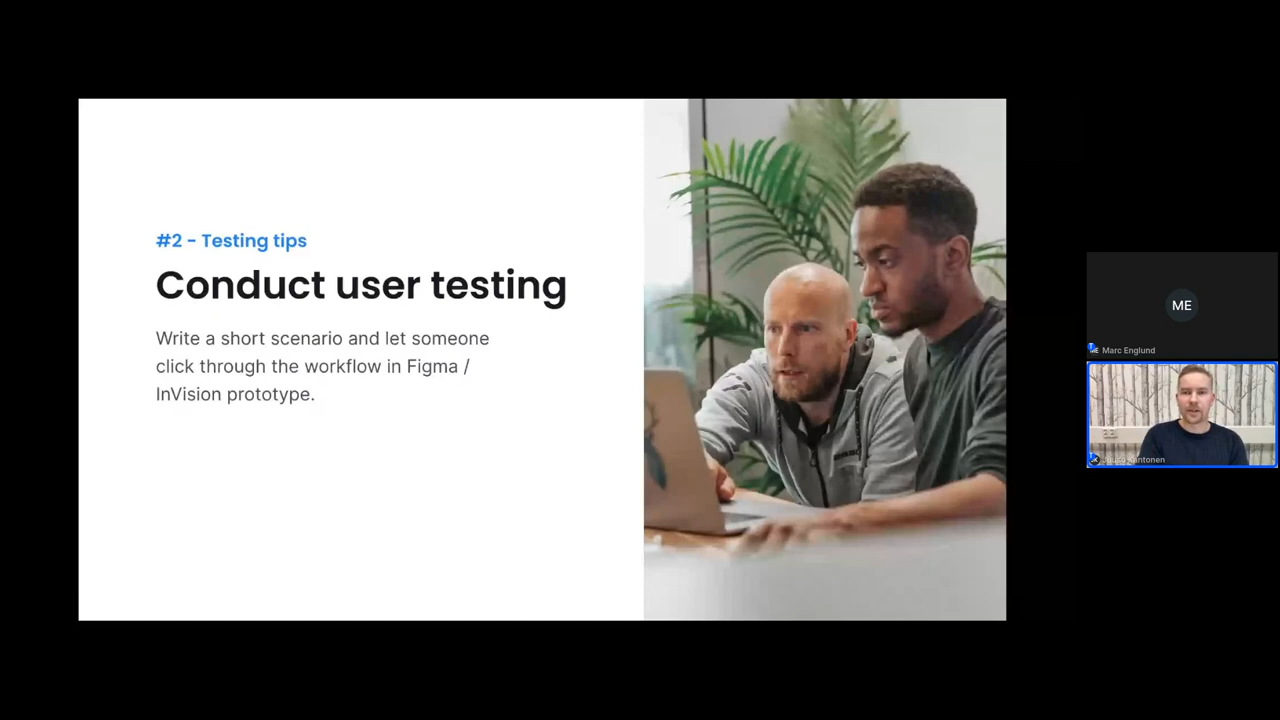 #2 - Testing tips
Conduct user testing
Write a short scenario and let someone
click through the workflow in Figma /
InVision prototype.
ME
Marc Englund